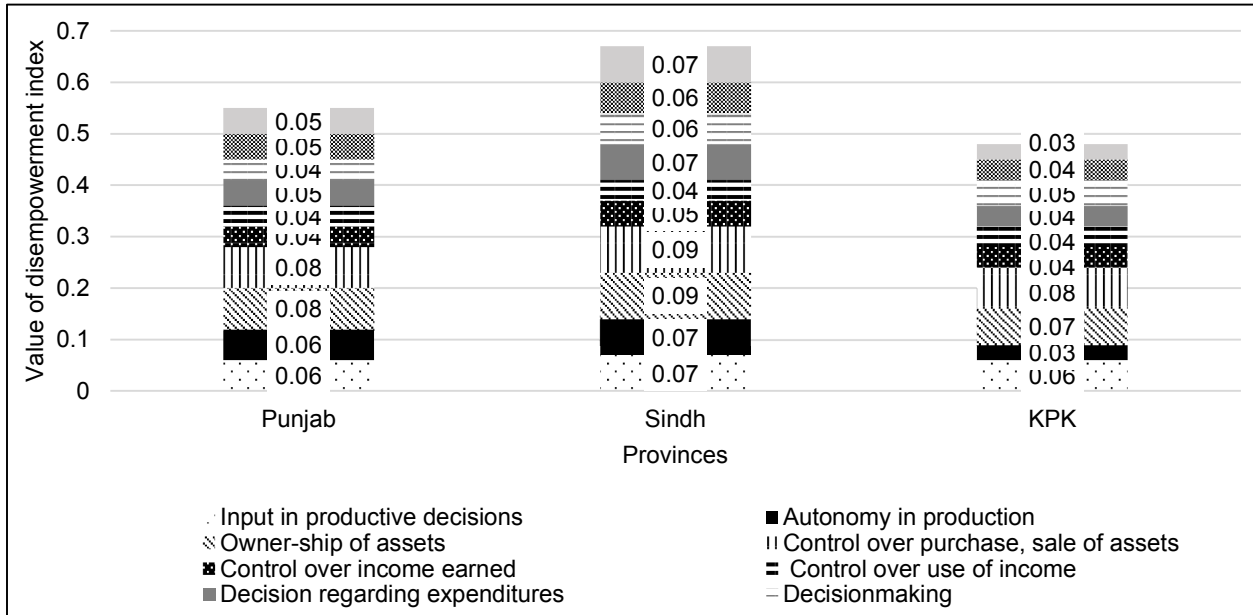 Value of disempowerment index
0.7
0.6
0.5
0.4
0.3
0.2
0.1
0
0.05
0.05
0.04
0.05
0.04
0.04
0.08
0.08
0.06
0.06
0.07
0.06
0.06
0.07
0.04
0.05
0.09
0.09
0.07
0.07
0.03
0.04
0.05
0.04
0.04
0.04
0.08
0.07
0.03
0.06
Punjab
Sindh
KPK
Provinces
Input in productive decisions
Autonomy in production
Owner-ship of assets
Control over purchase, sale of assets
Control over income earned
Control over use of income
Decision regarding expenditures
Decisionmaking